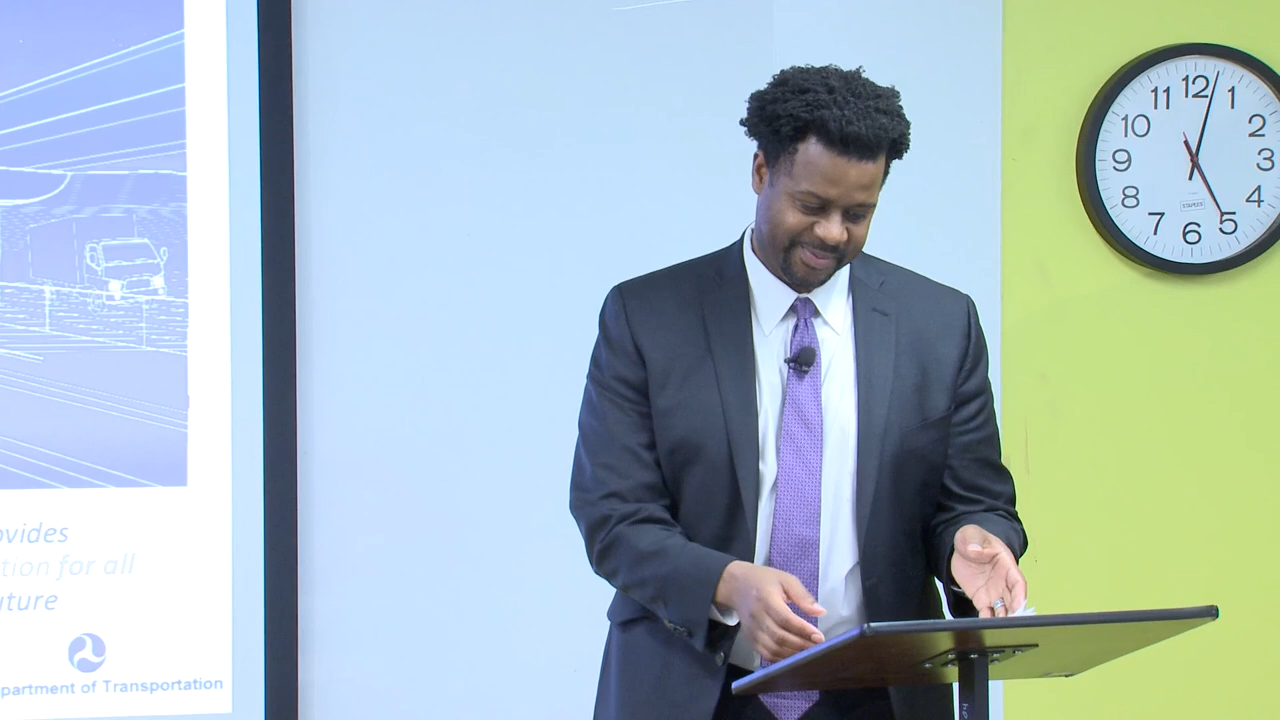 ovides
tion for all
uture
partment of Transportation
12
1
2
3
4
5
6
7
8
9
10
11
STAPLES